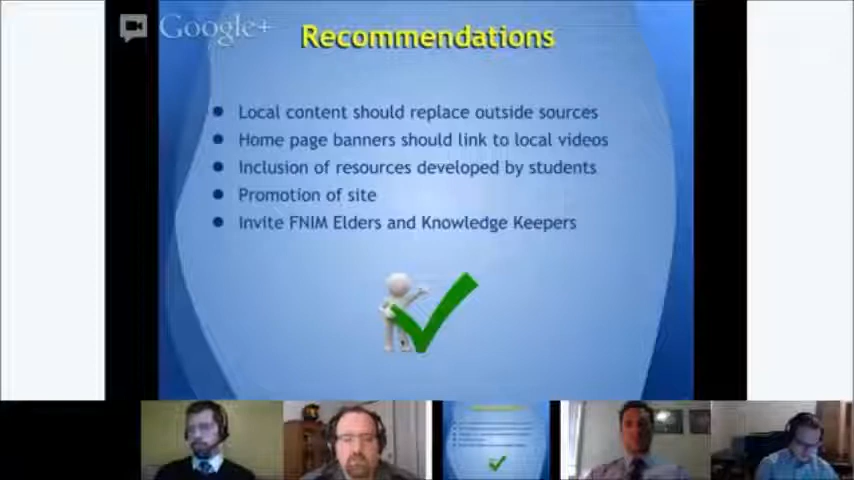 Google+
Recommendations
Local content should replace outside sources
Home page banners should link to local videos
Inclusion of resources developed by students
Promotion of site
Invite FNIM Elders and Knowledge Keepers